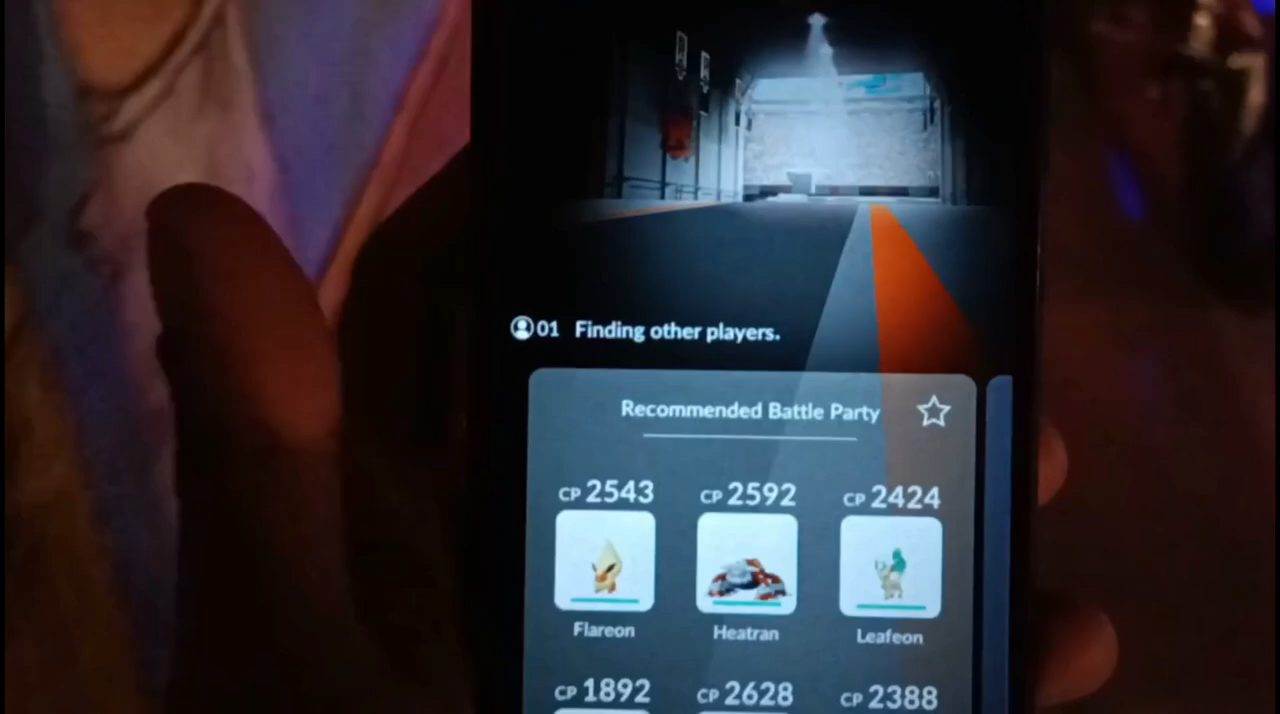 01 Finding other players.
Recommended Battle Party
CP 2543 CP 2592 CP 2424
Flareon Heatran Leafeon
CP 1892 CP 2628 CP 2388